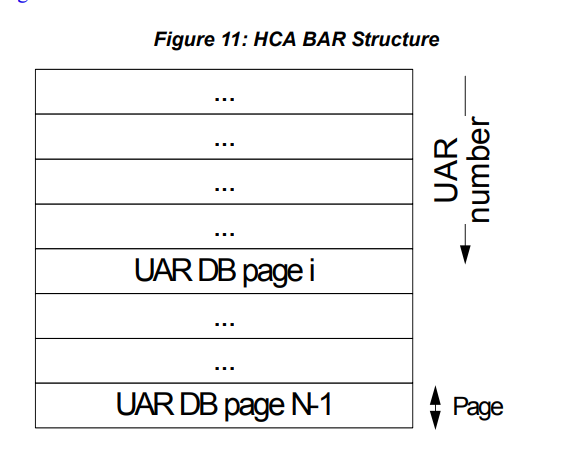 Figure 11: HCA BAR Structure
...
...
...
...
UAR DB page i
...
...
UAR DB page N-1
UAR
number
Page